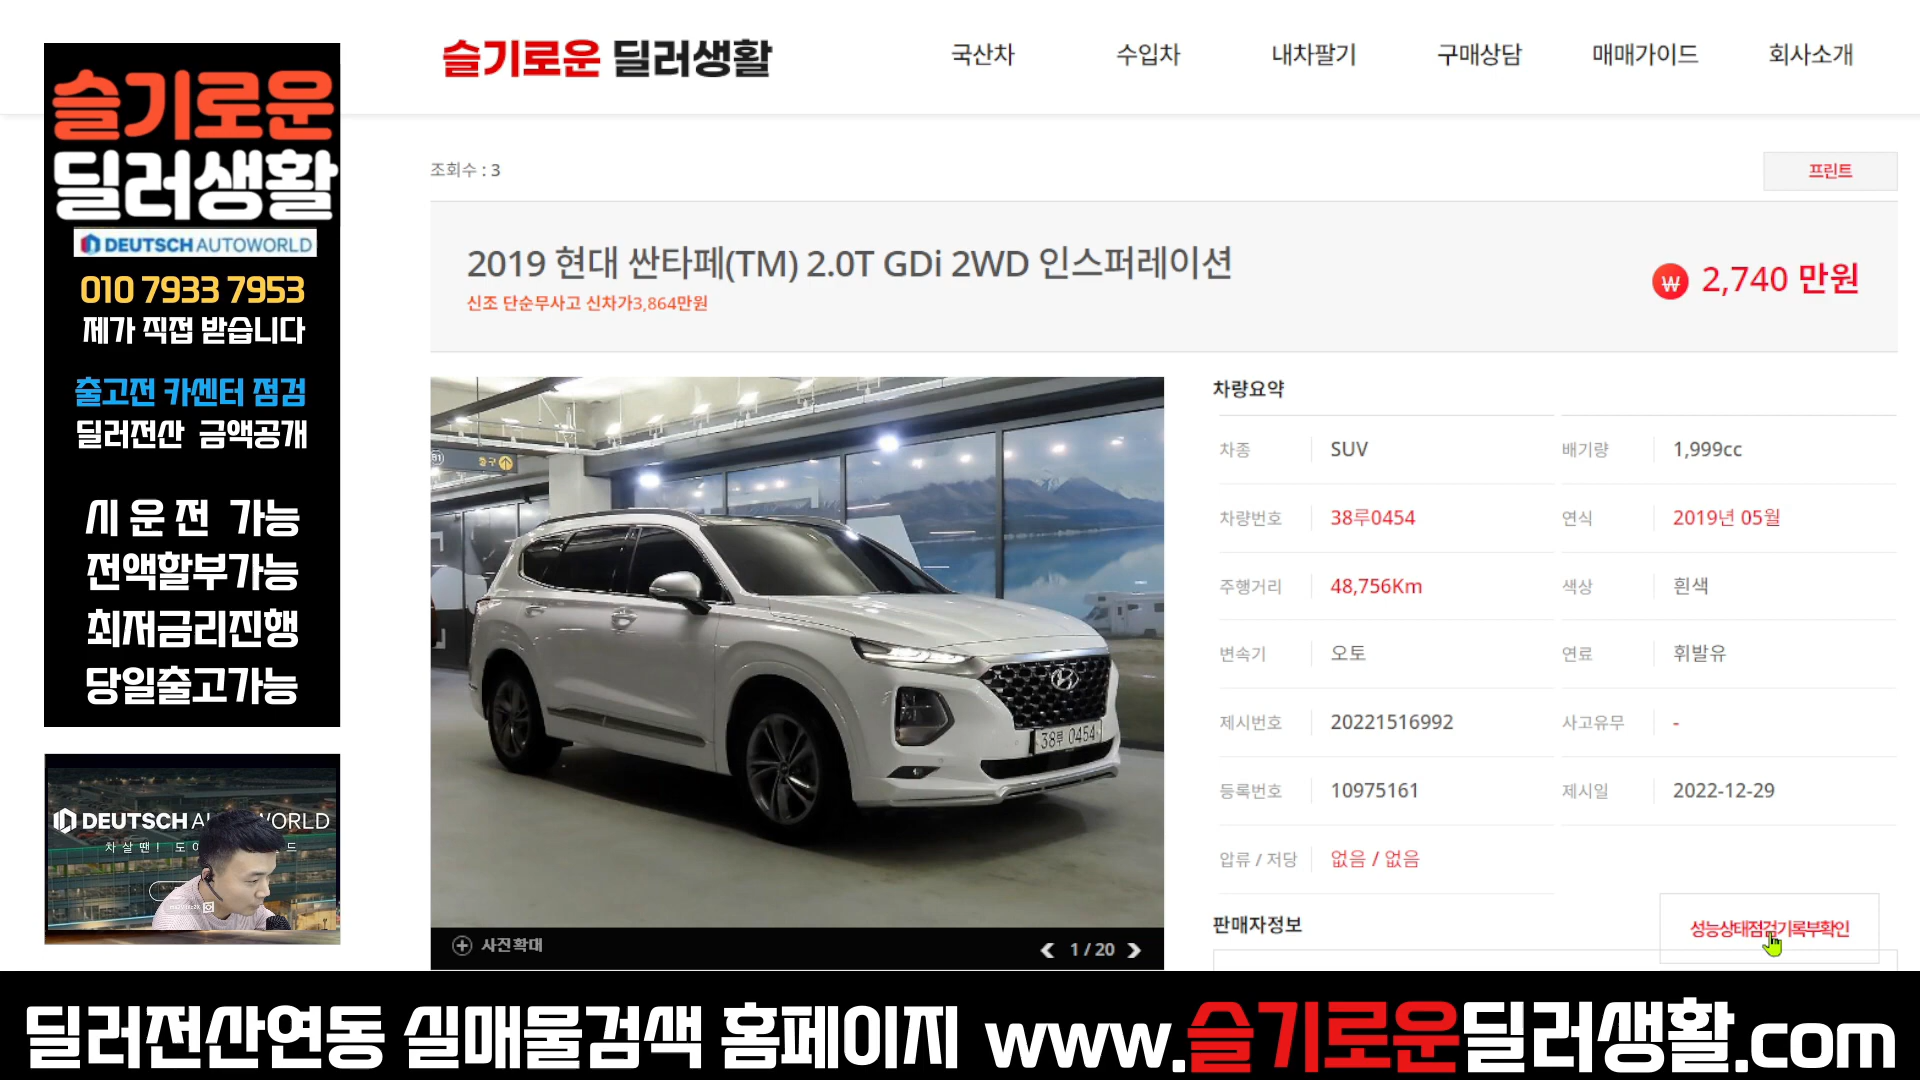 슬기로운
딜러생활
DEUTSCH AUTOWORLD
010 7933 7953
제가 직접 받습니다
출고전 카센터 점검
딜러전산 금액공개
시운전 가능
전액할부가능
최저금리진행
당일출고가능
DEUTSCH
차 살 땐 !
슬기로운 딜러생활
국산차 수입차 내차팔기 구매상담 매매가이드 회사소개
조회수 : 3
프린트
2019 현대 싼타페(TM) 2.0T GDi 2WD 인스퍼레이션
신조 단순무사고 신차가3,864만원
₩ 2,740 만원
B1 출구
38루 0454
사진확대
1 / 20
차량요약
차종 SUV 배기량 1,999cc
차량번호 38루0454 연식 2019년 05월
주행거리 48,756Km 색상 흰색
변속기 오토 연료 휘발유
제시번호 20221516992 사고유무 -
등록번호 10975161 제시일 2022-12-29
압류 / 저당 없음 / 없음
판매자정보
성능상태점검기록부확인
딜러전산연동 실매물검색 홈페이지 www.슬기로운딜러생활.com